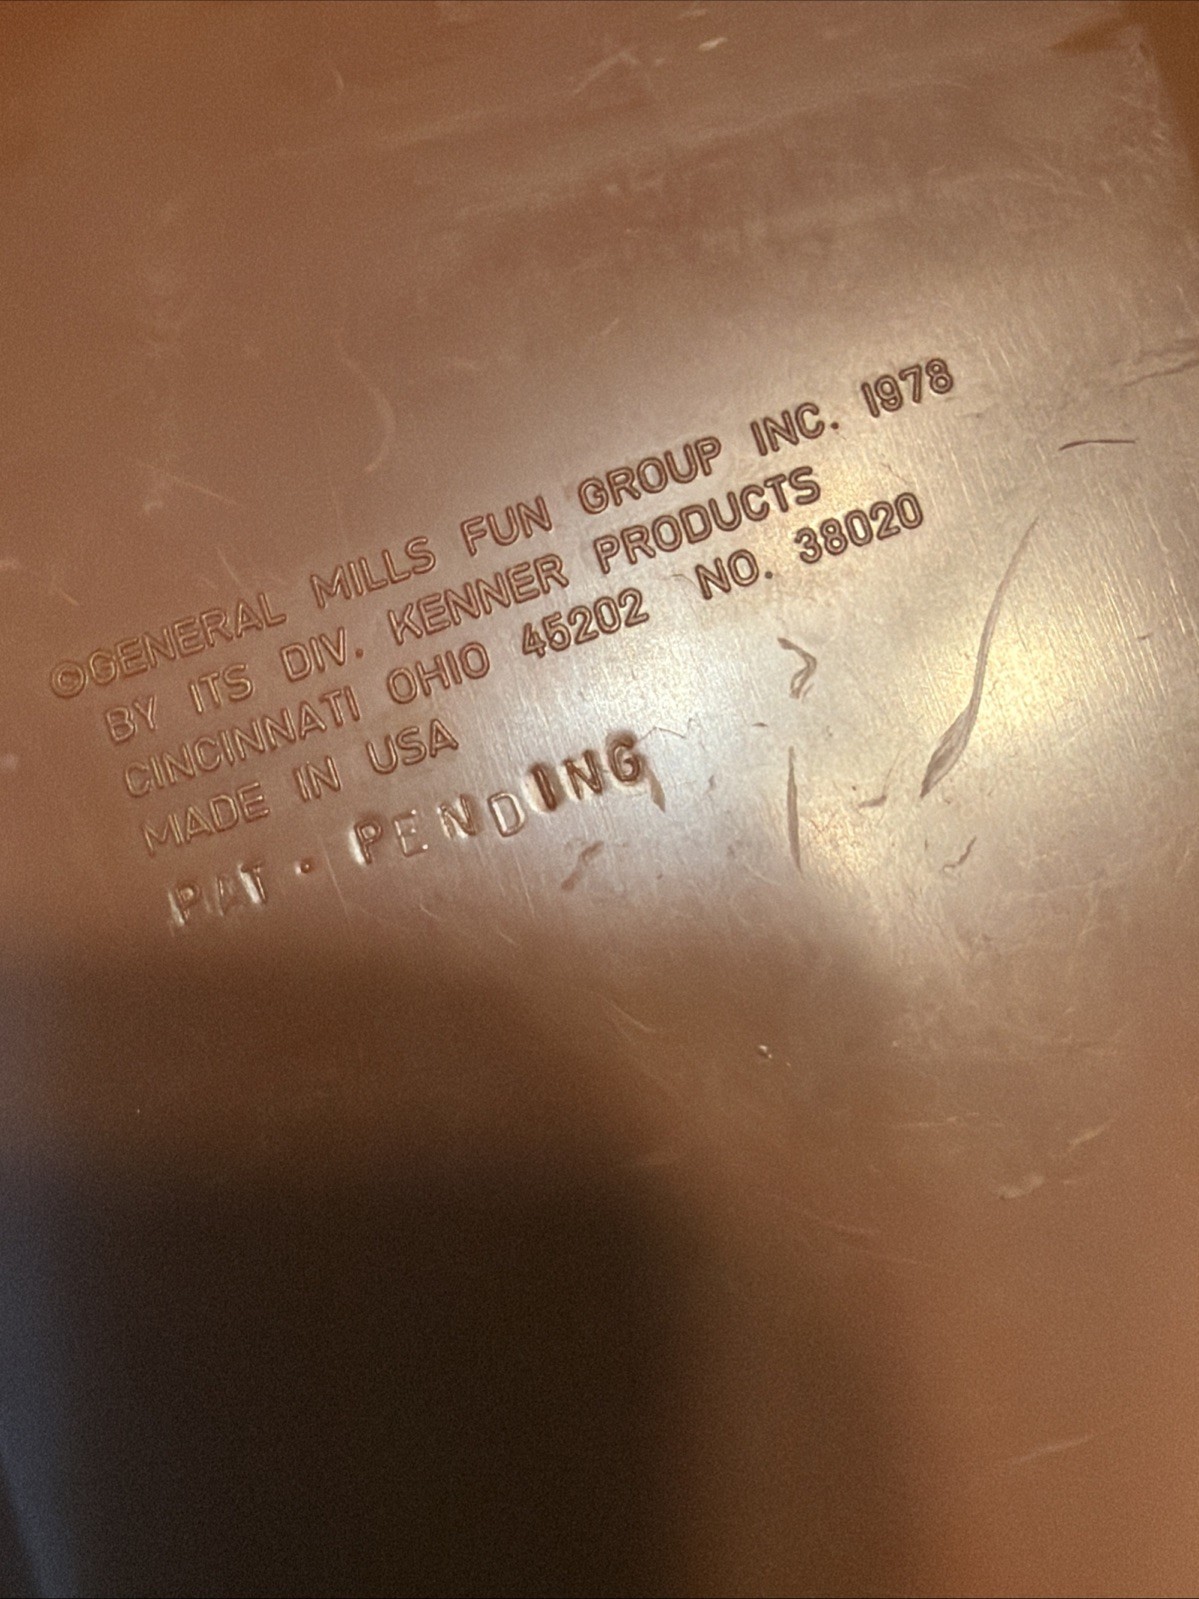 ©GENERAL MILLS FUN GROUP INC. 1978
BY ITS DIV. KENNER PRODUCTS
CINCINNATI OHIO 45202 NO. 38020
MADE IN USA
PAT. PENDING